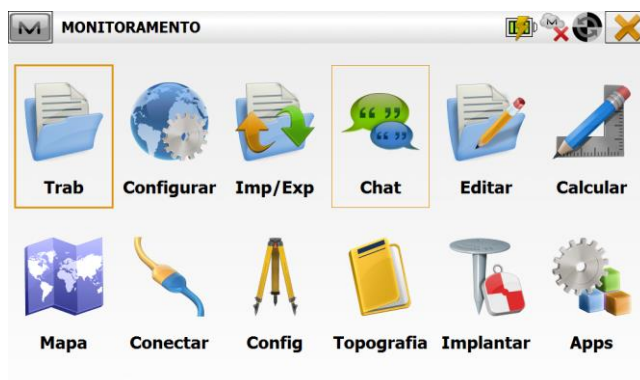 MONITORAMENTO
Trab Configurar Imp/Exp Chat Editar Calcular
Mapa Conectar Config Topografia Implantar Apps